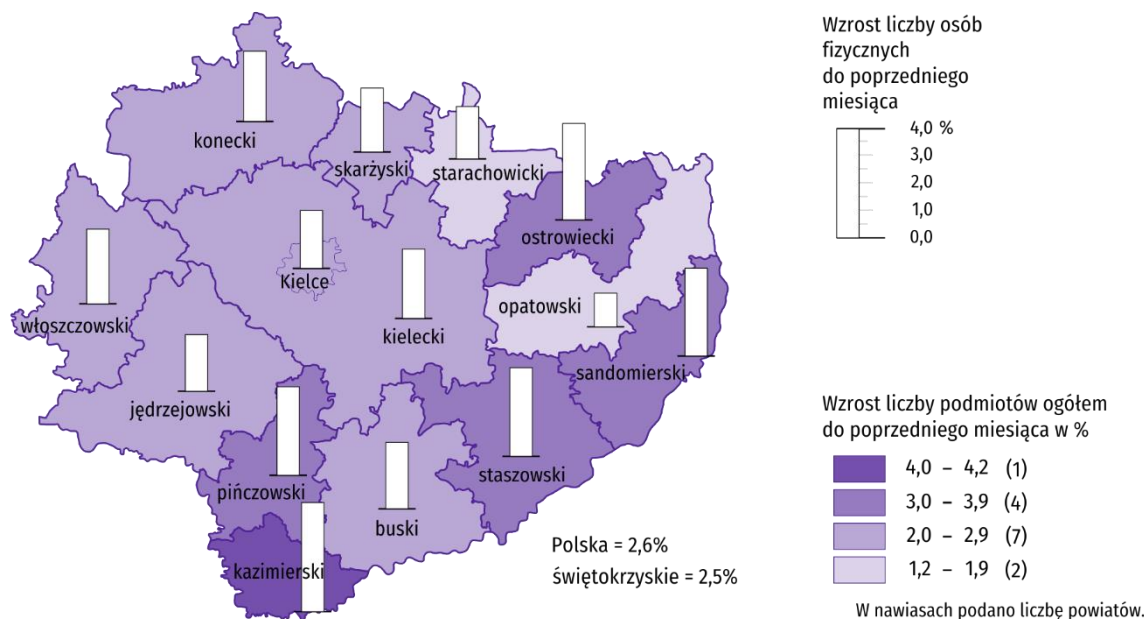 konecki
skarżyski
starachowicki
ostrowiecki
Kielce
opatowski
włoszczowski
kielecki
sandomierski
jędrzejowski
staszowski
pińczowski
buski
kazimierski
Polska = 2,6%
świętokrzyskie = 2,5%
Wzrost liczby osób
fizycznych
do poprzedniego
miesiąca
4,0 %
3,0
2,0
1,0
0,0
Wzrost liczby podmiotów ogółem
do poprzedniego miesiąca w %
4,0 – 4,2 (1)
3,0 – 3,9 (4)
2,0 – 2,9 (7)
1,2 – 1,9 (2)
W nawiasach podano liczbę powiatów.